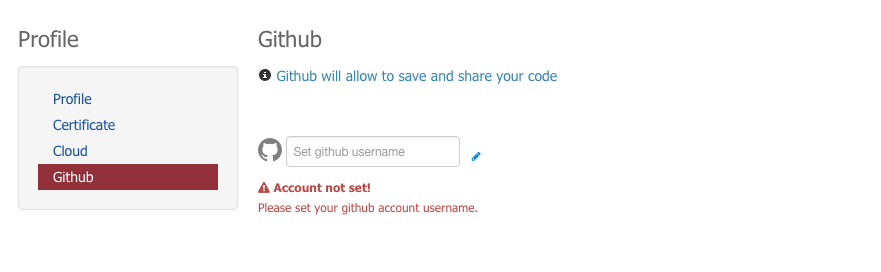 Profile
Profile
Certificate
Cloud
Github
Github
Github will allow to save and share your code
Set github username
Account not set!
Please set your github account username.